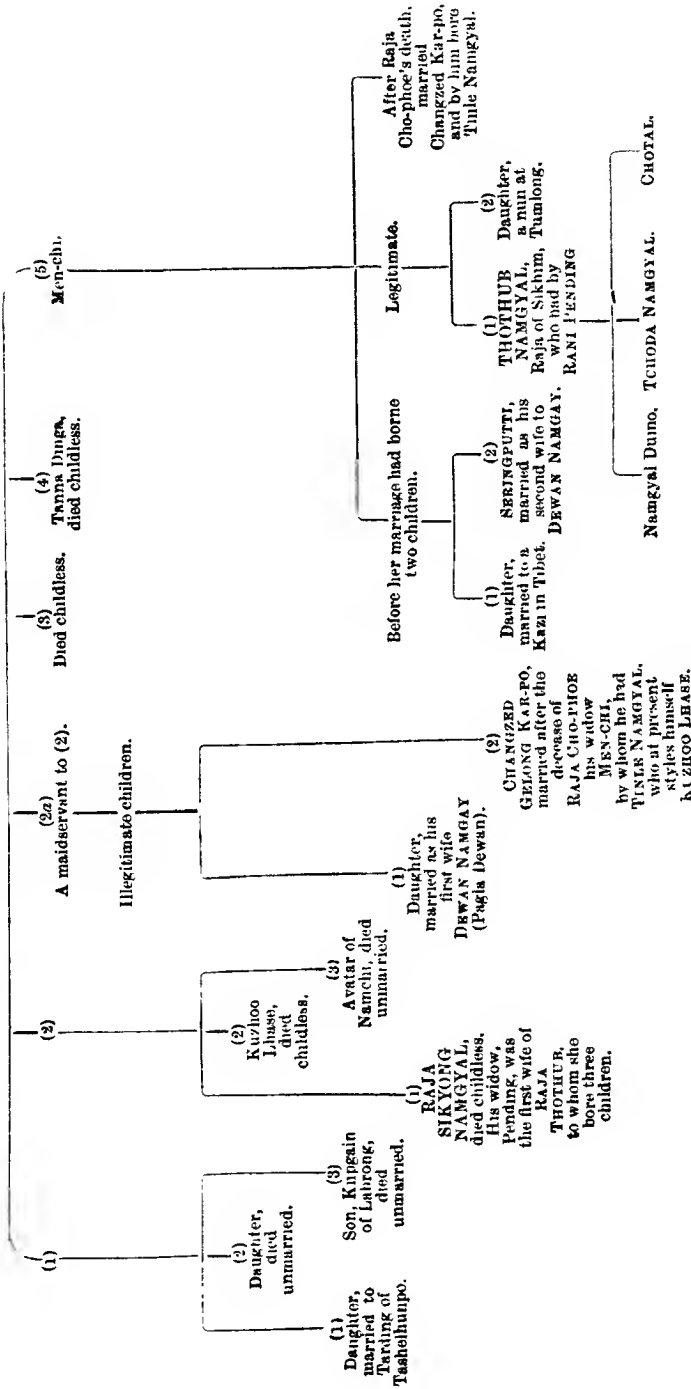 (1)
(1)
Daughter,
married to
Tarding of
Tashelhunpo.
(2)
Daughter,
died
unmarried.
(3)
Son,
of Labrong,
died
unmarried.
(2)
(1)
RAJA
SIKYONG
NAMGYAL,
died childless.
His widow,
Pending, was
the first wife of
RAJA
THOTHUB,
to whom she
bore three
children.
(2)
Kuzhoo
Lhase,
died
childless.
(3)
Avatar of
Namchi, died
unmarried.
(2a)
A maidservant to (2).
Illegitimate children.
(1)
Daughter,
married as his
first wife
DEWAN NAMGAY
(Pagla Dewan).
(2)
CHANGZED
GELONG KAR-PO,
married after the
decease of
RAJA CHO-PHOE
his widow
MEN-CHI,
by whom he had
TINLE NAMGYAL,
who at present
styles himself
KUZHOO LHASE.
(3)
Died childless.
(4)
Tanna Dinga,
died childless.
(5)
Men-chi.
Before her marriage had borne
two children.
(1)
Daughter,
married to a
Kazi in Tibet.
(2)
SERINGPUTTI,
married as his
second wife to
DEWAN NAMGAY.
Legitimate.
(1)
THOTHUB
NAMGYAL,
Raja of Sikhim,
who had by
RANI PENDING
(2)
Daughter,
a nun at
Tumlong.
Namgyal Dumo.
TCHODA NAMGYAL.
CHOTAL.
After Raja
Cho-phoe's death,
married
Changzed Kar-po,
and by him bore
Tinle Namgyal.